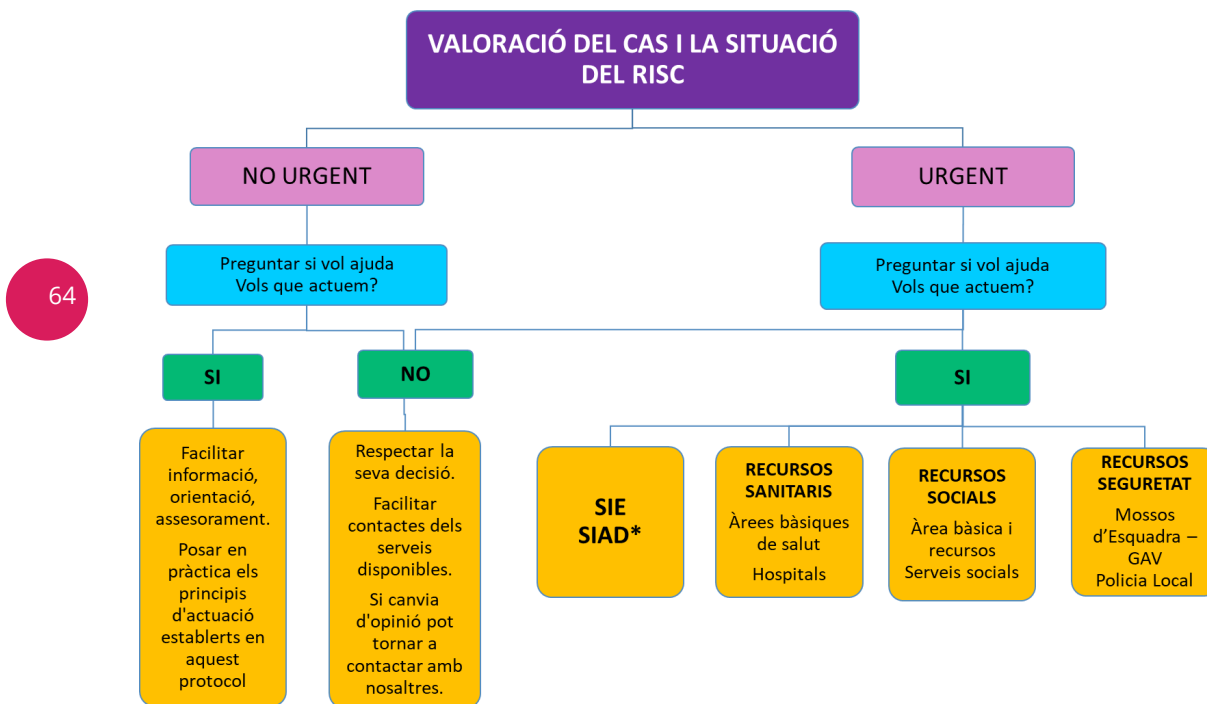 VALORACIÓ DEL CAS I LA SITUACIÓ
DEL RISC
NO URGENT
URGENT
Preguntar si vol ajuda
Vols que actuem?
Preguntar si vol ajuda
Vols que actuem?
64
SI
NO
SI
Facilitar
informació,
orientació,
assesorament.
Posar en
pràctica els
principis
d'actuació
establerts en
aquest
protocol
Respectar la
seva decisió.
Facilitar
contactes dels
serveis
disponibles.
Si canvia
d'opinió pot
tornar a
contactar amb
nosaltres.
SIE
SIAD*
RECURSOS
SANITARIS
Àrees bàsiques
de salut
Hospitals
RECURSOS
SOCIALS
Àrea bàsica i
recursos
Serveis socials
RECURSOS
SEGURETAT
Mossos
d’Esquadra –
GAV
Policia Local